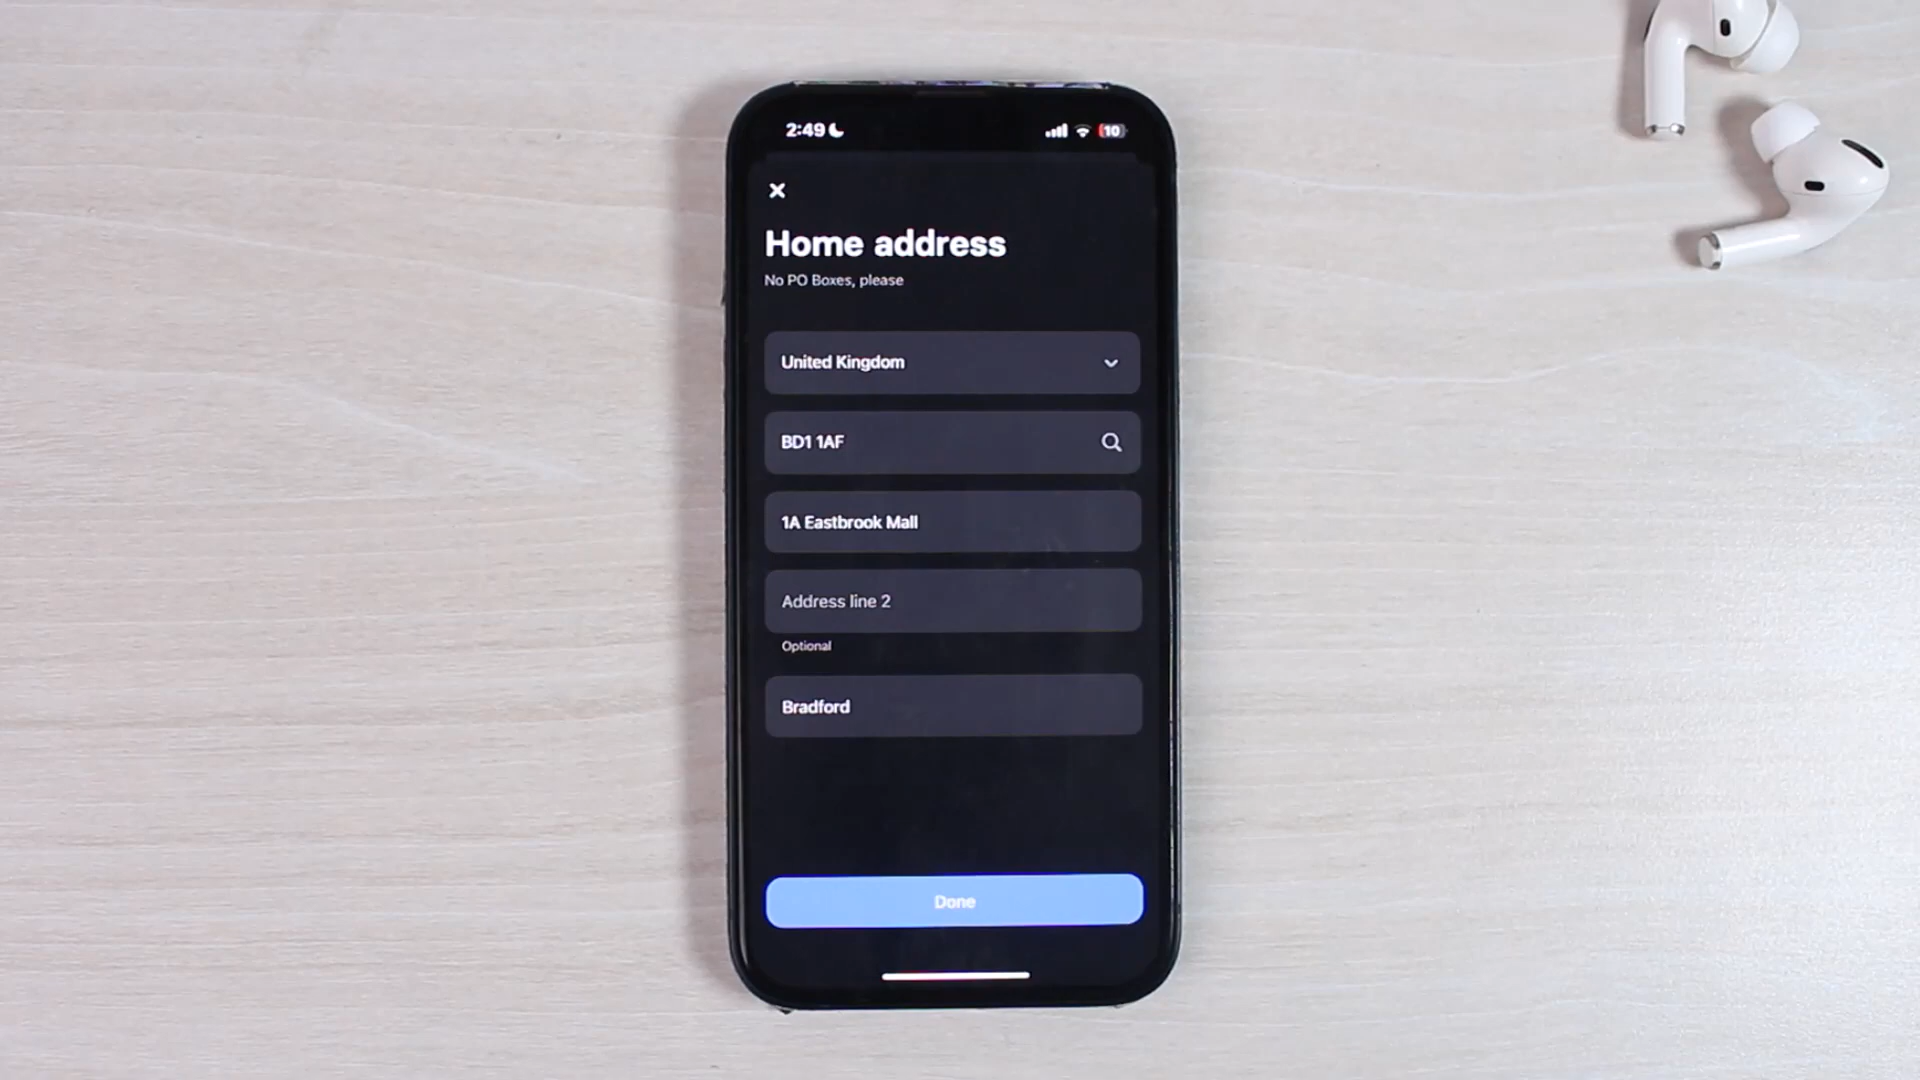 2:49
10
Home address
No PO Boxes, please
United Kingdom
BD1 1AF
1A Eastbrook Mall
Address line 2
Optional
Bradford
Done